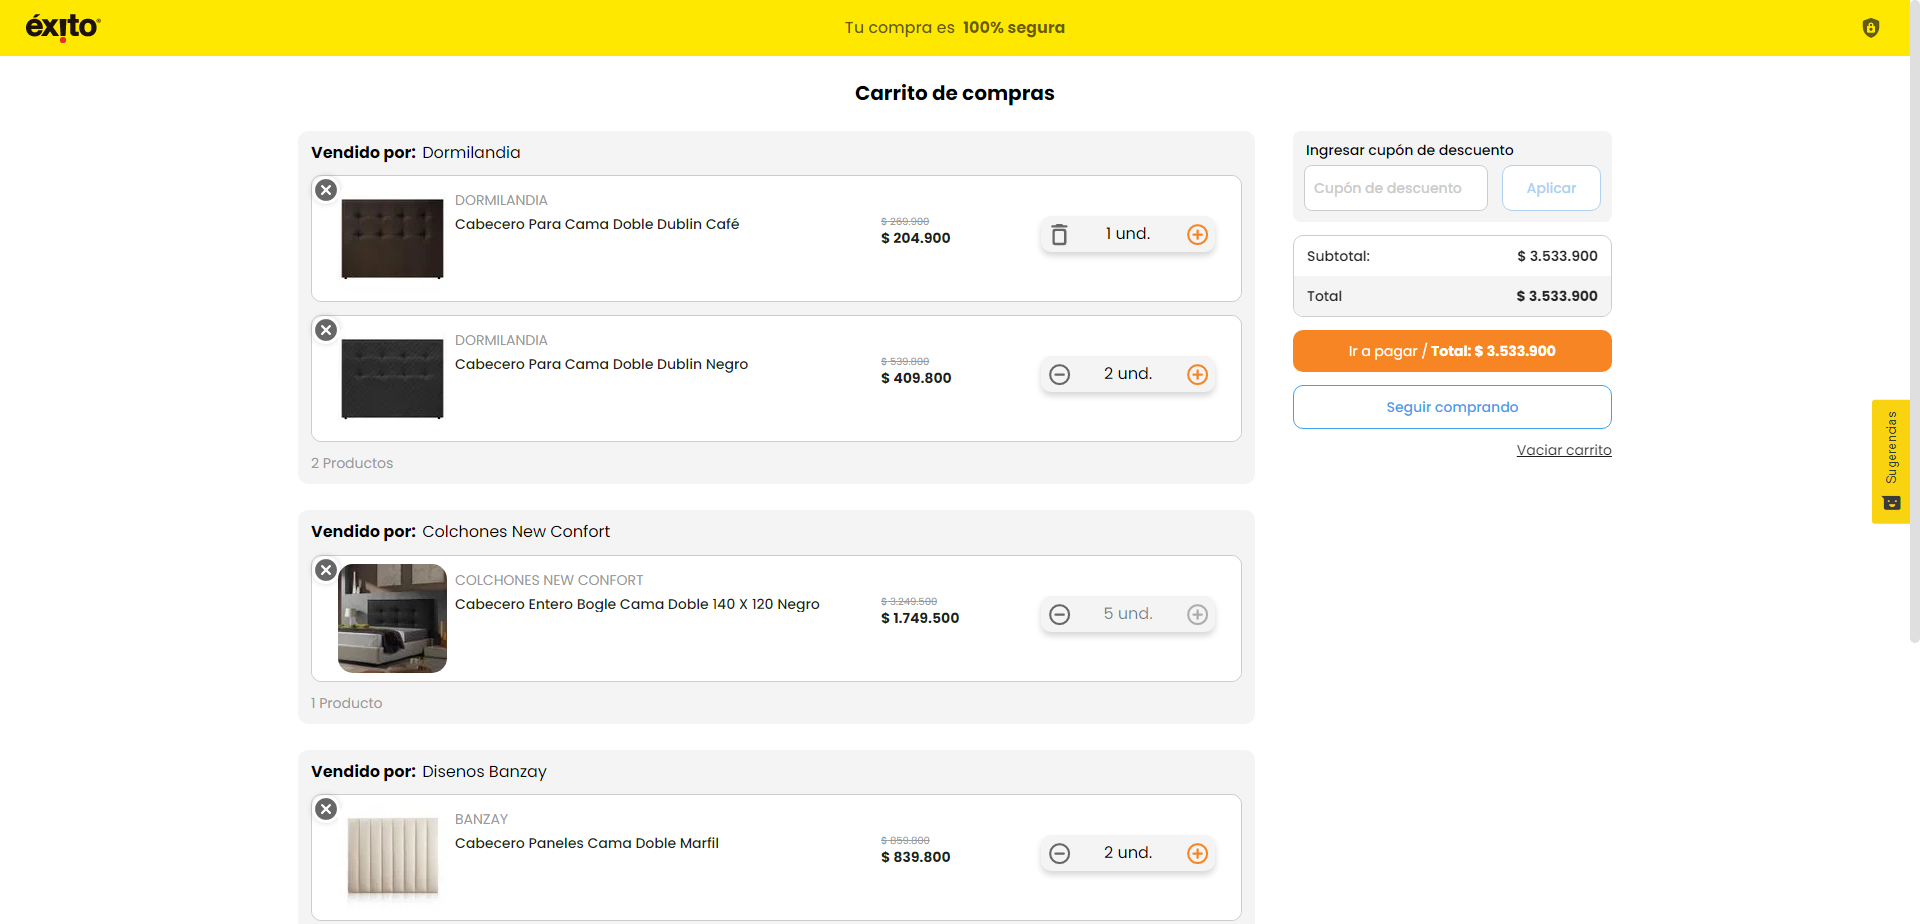 éxito
Tu compra es 100% segura
Carrito de compras
Vendido por: Dormilandia
DORMILANDIA
Cabecero Para Cama Doble Dublin Café
$ 269.900
$ 204.900
1 und.
DORMILANDIA
Cabecero Para Cama Doble Dublin Negro
$ 539.800
$ 409.800
2 und.
2 Productos
Vendido por: Colchones New Confort
COLCHONES NEW CONFORT
Cabecero Entero Bogle Cama Doble 140 X 120 Negro
$ 3.249.500
$ 1.749.500
5 und.
1 Producto
Vendido por: Disenos Banzay
BANZAY
Cabecero Paneles Cama Doble Marfil
$ 859.800
$ 839.800
2 und.
Ingresar cupón de descuento
Cupón de descuento
Aplicar
Subtotal: $ 3.533.900
Total $ 3.533.900
Ir a pagar / Total: $ 3.533.900
Seguir comprando
Vaciar carrito
Sugerencias